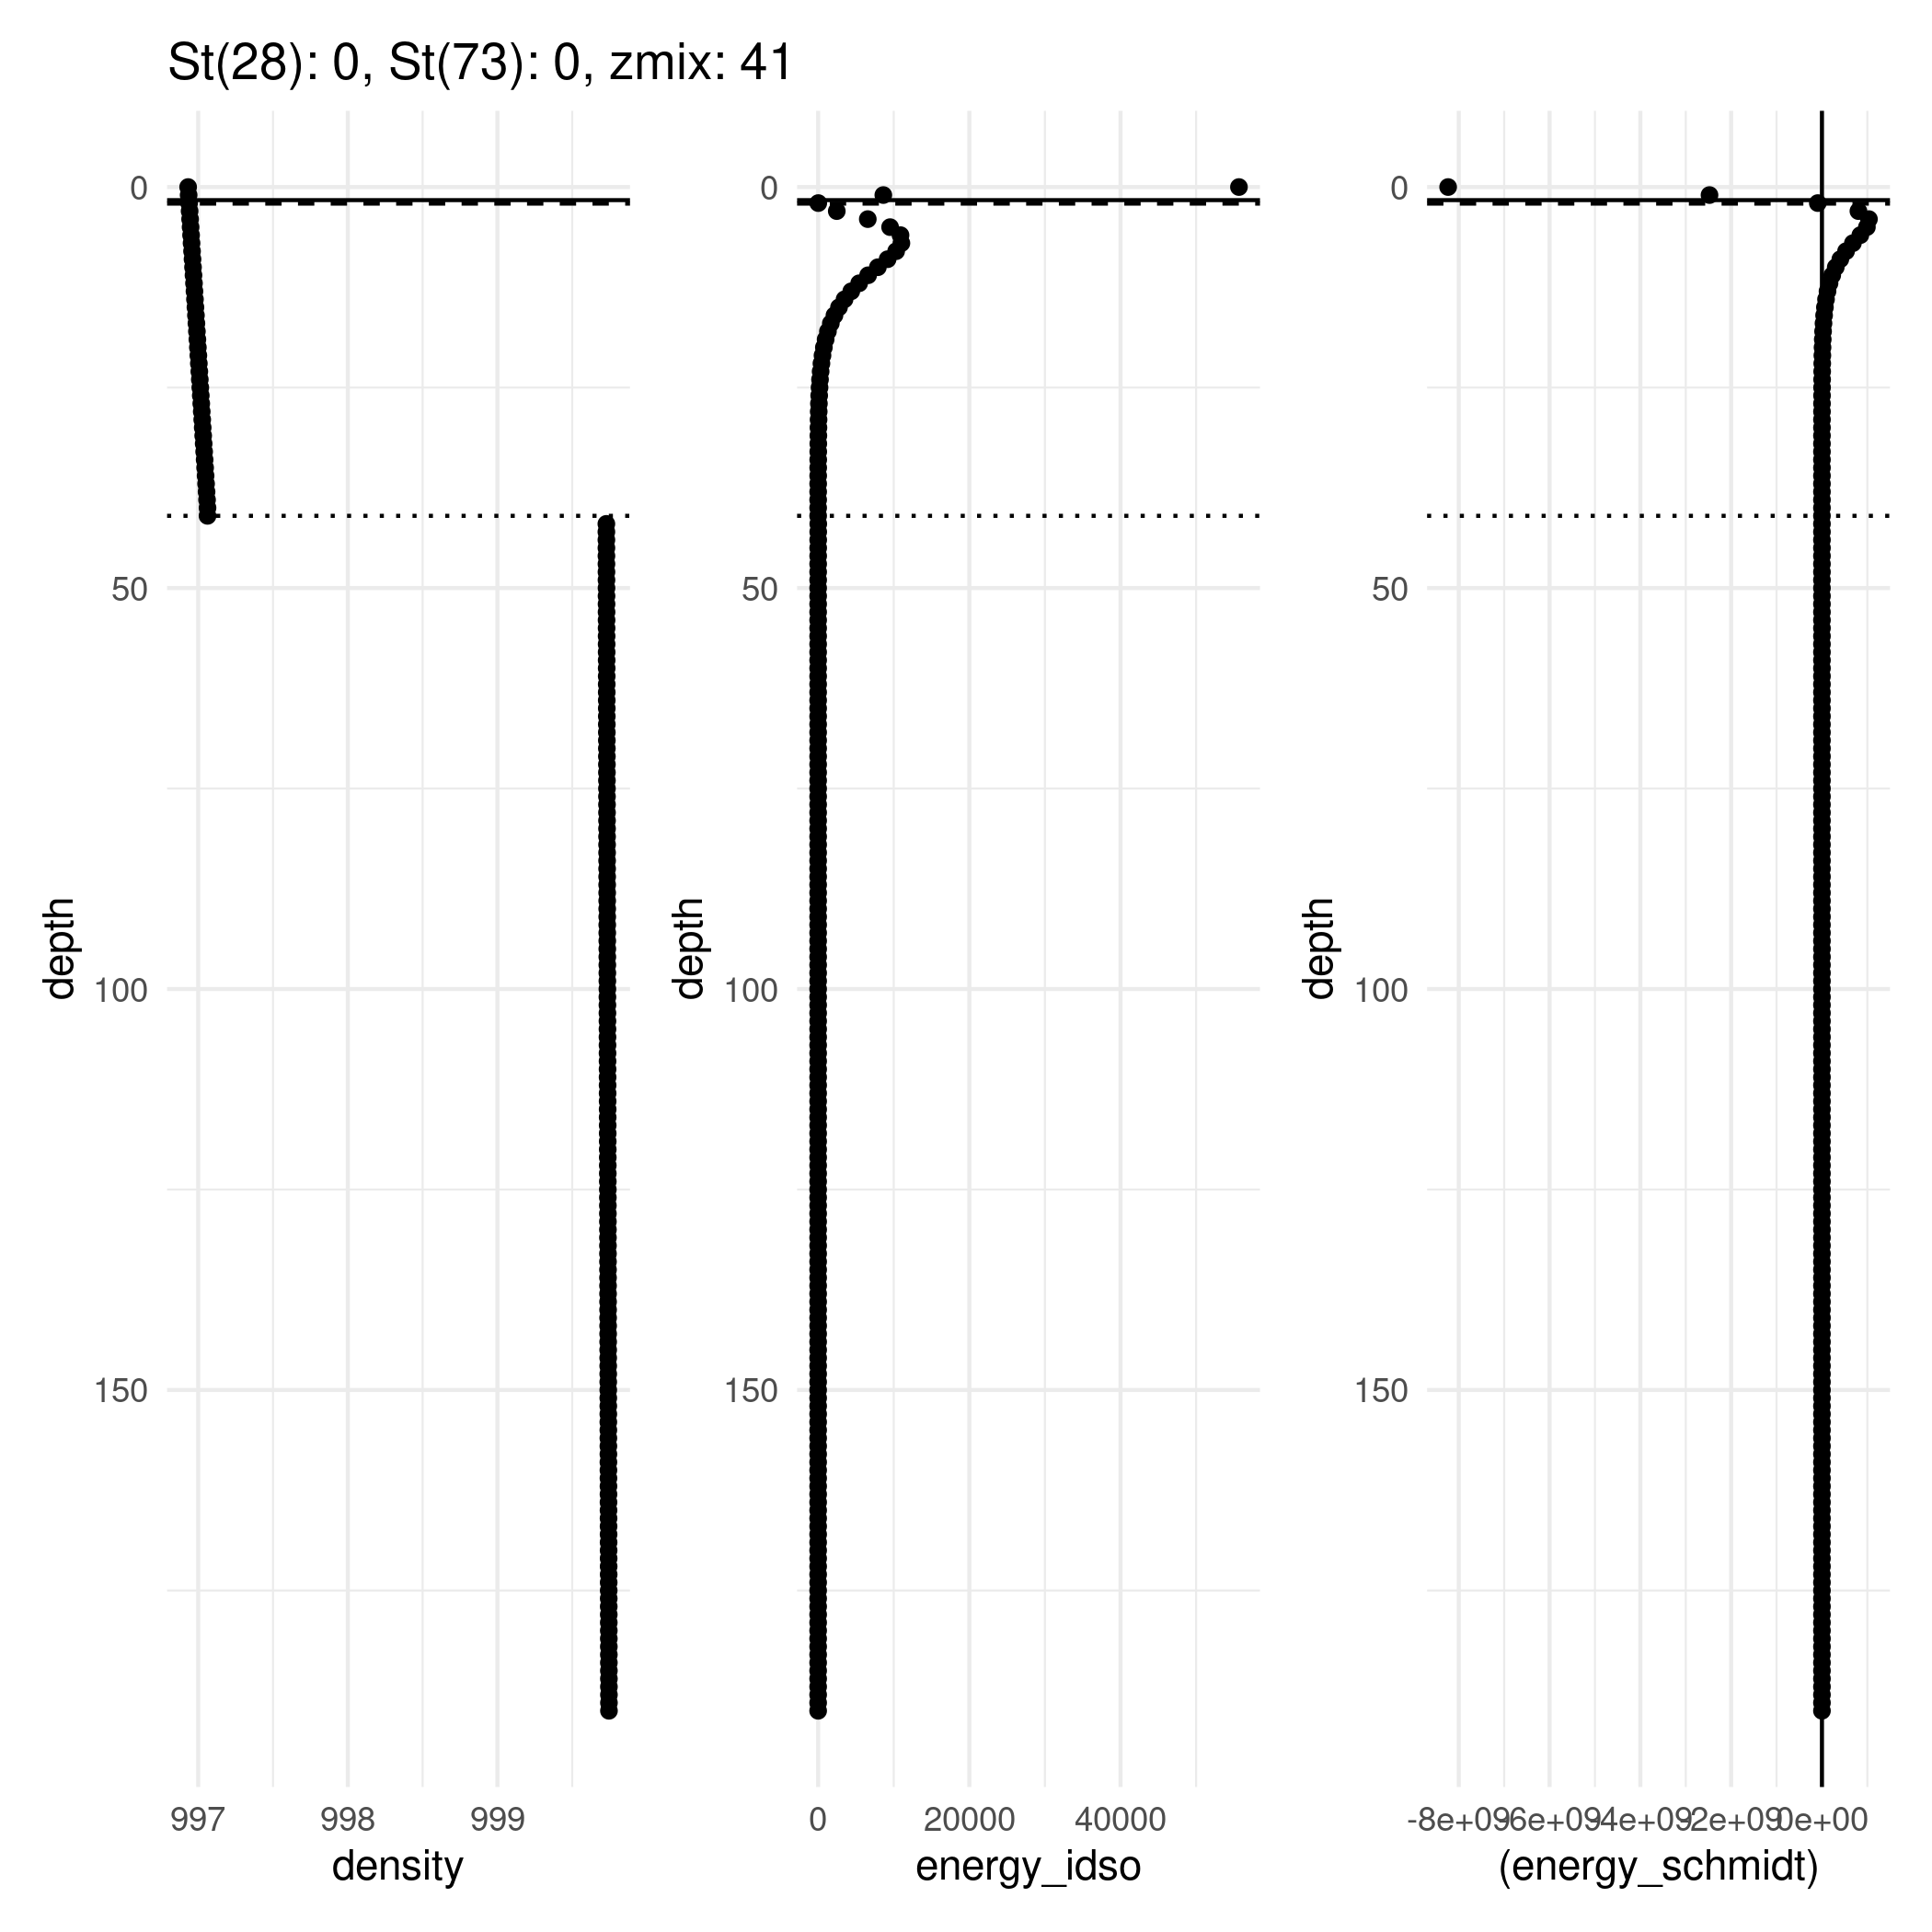 St(28): 0, St(73): 0, zmix: 41
0
50
100
150
depth
997 998 999
density
0
50
100
150
depth
0 20000 40000
energy_idso
0
50
100
150
depth
-8e+09 -6e+09 -4e+09 -2e+09 0e+00
(energy_schmidt)